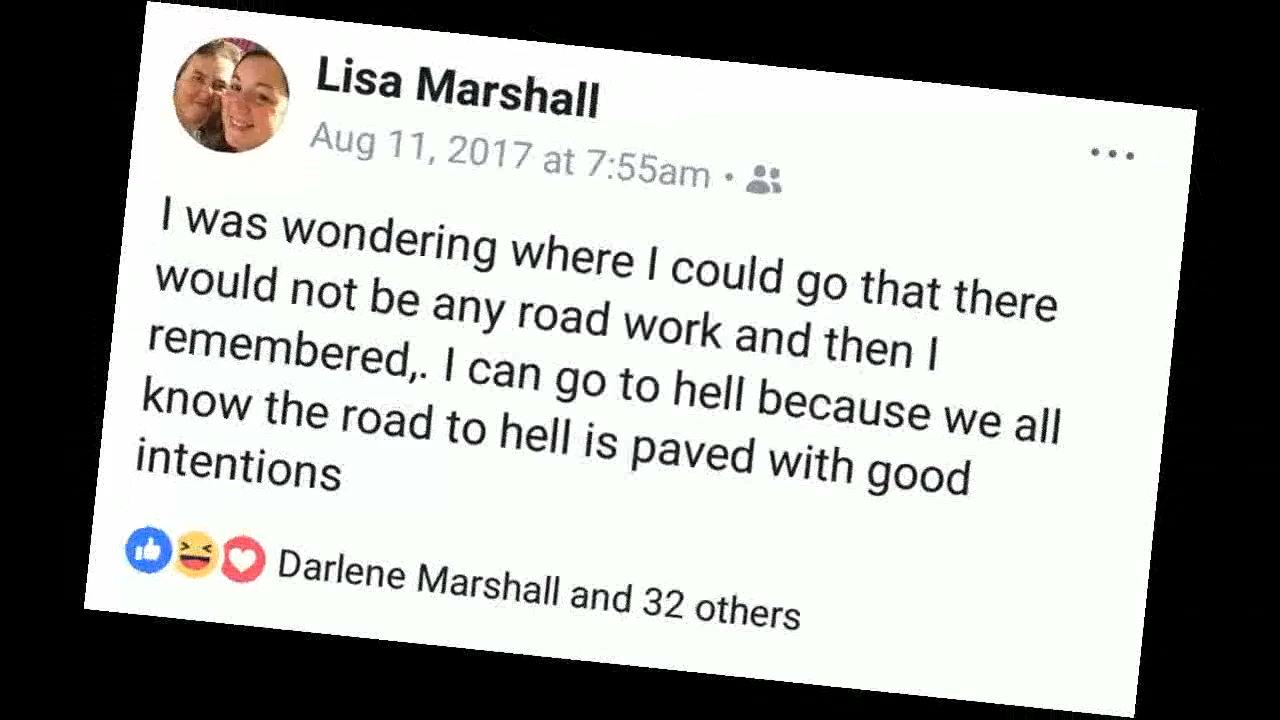 Lisa Marshall
Aug 11, 2017 at 7:55am •
I was wondering where I could go that there
would not be any road work and then I
remembered,. I can go to hell because we all
know the road to hell is paved with good
intentions
Darlene Marshall and 32 others